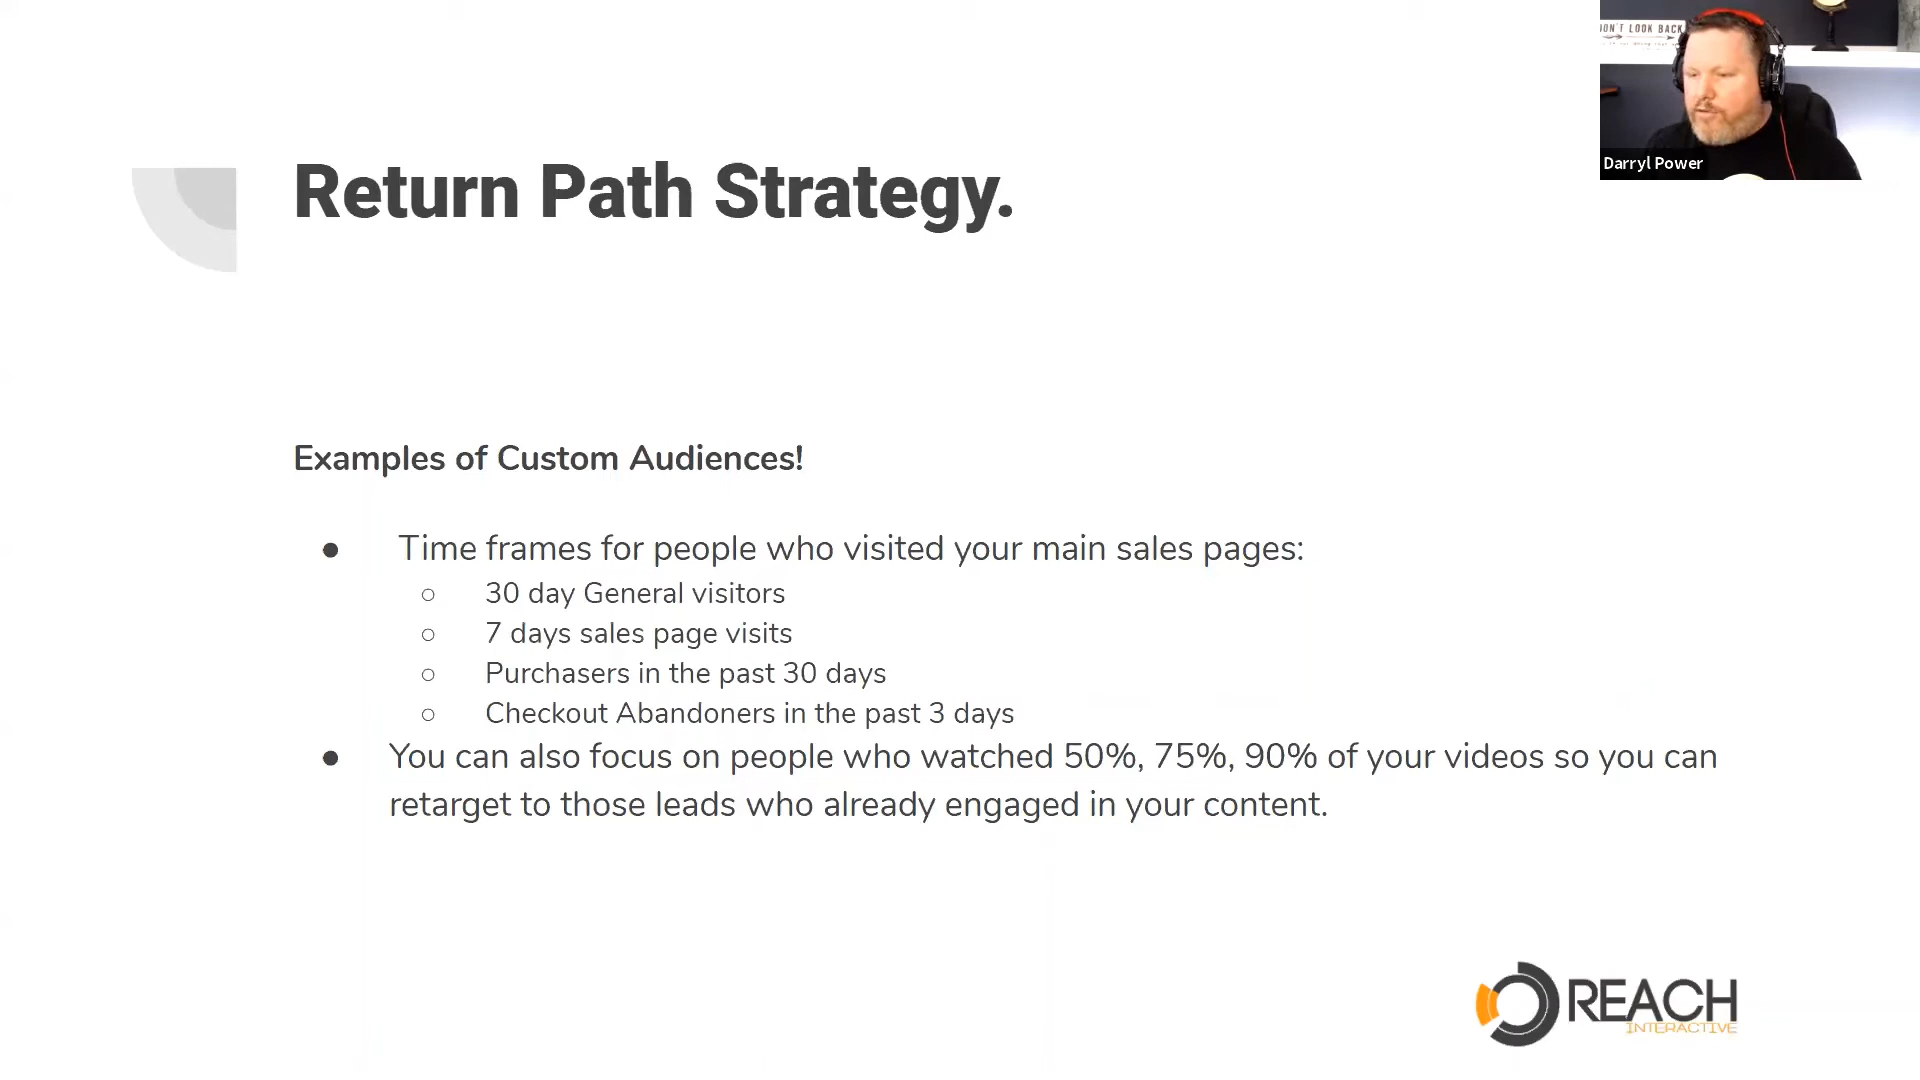 Return Path Strategy.
Examples of Custom Audiences!
● Time frames for people who visited your main sales pages:
○ 30 day General visitors
○ 7 days sales page visits
○ Purchasers in the past 30 days
○ Checkout Abandoners in the past 3 days
● You can also focus on people who watched 50%, 75%, 90% of your videos so you can
retarget to those leads who already engaged in your content.
LOOK BACK
Darryl Power
REACH
INTERACTIVE